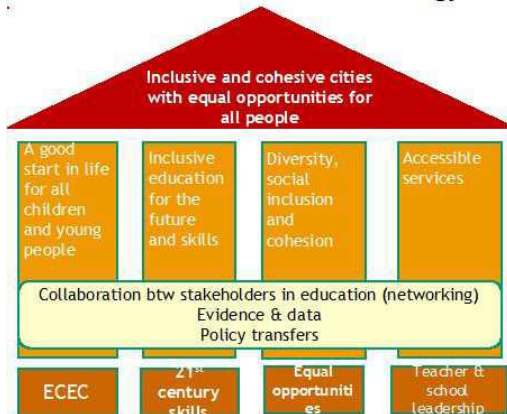 Inclusive and cohesive cities
with equal opportunities for
all people
A good
start in life
for all
children
and young
people
Inclusive
education
for the
future
and skills
Diversity,
social
inclusion
and
cohesion
Accessible
services
Collaboration btw stakeholders in education (networking)
Evidence & data
Policy transfers
ECEC
21st
century
skills
Equal
opportuniti
es
Teacher &
school
leadership